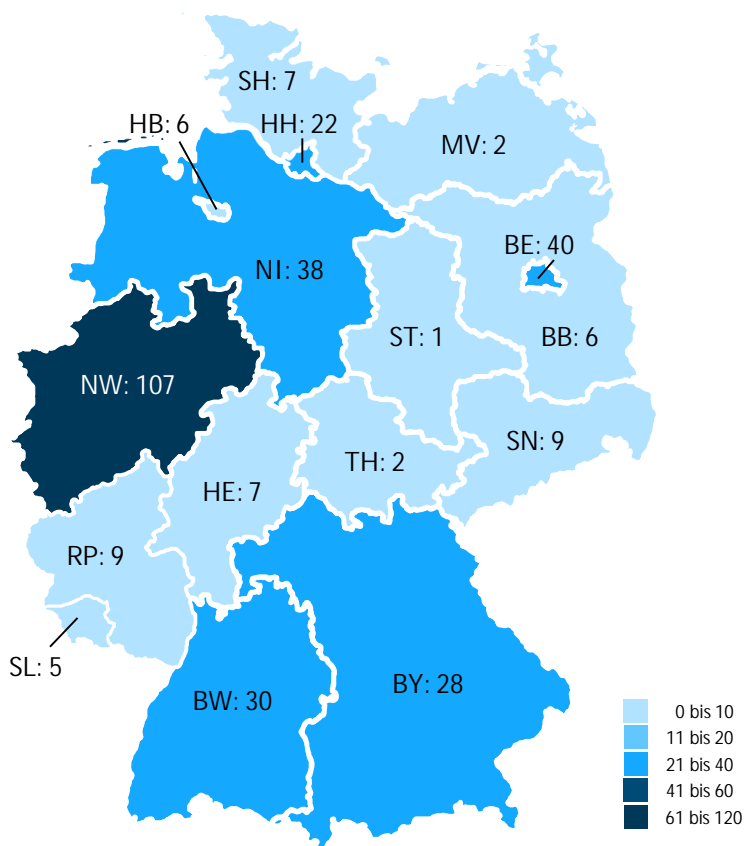 SH: 7
HB: 6
HH: 22
MV: 2
BE: 40
NI: 38
ST: 1
BB: 6
NW: 107
SN: 9
TH: 2
HE: 7
RP: 9
SL: 5
BW: 30
BY: 28
0 bis 10
11 bis 20
21 bis 40
41 bis 60
61 bis 120